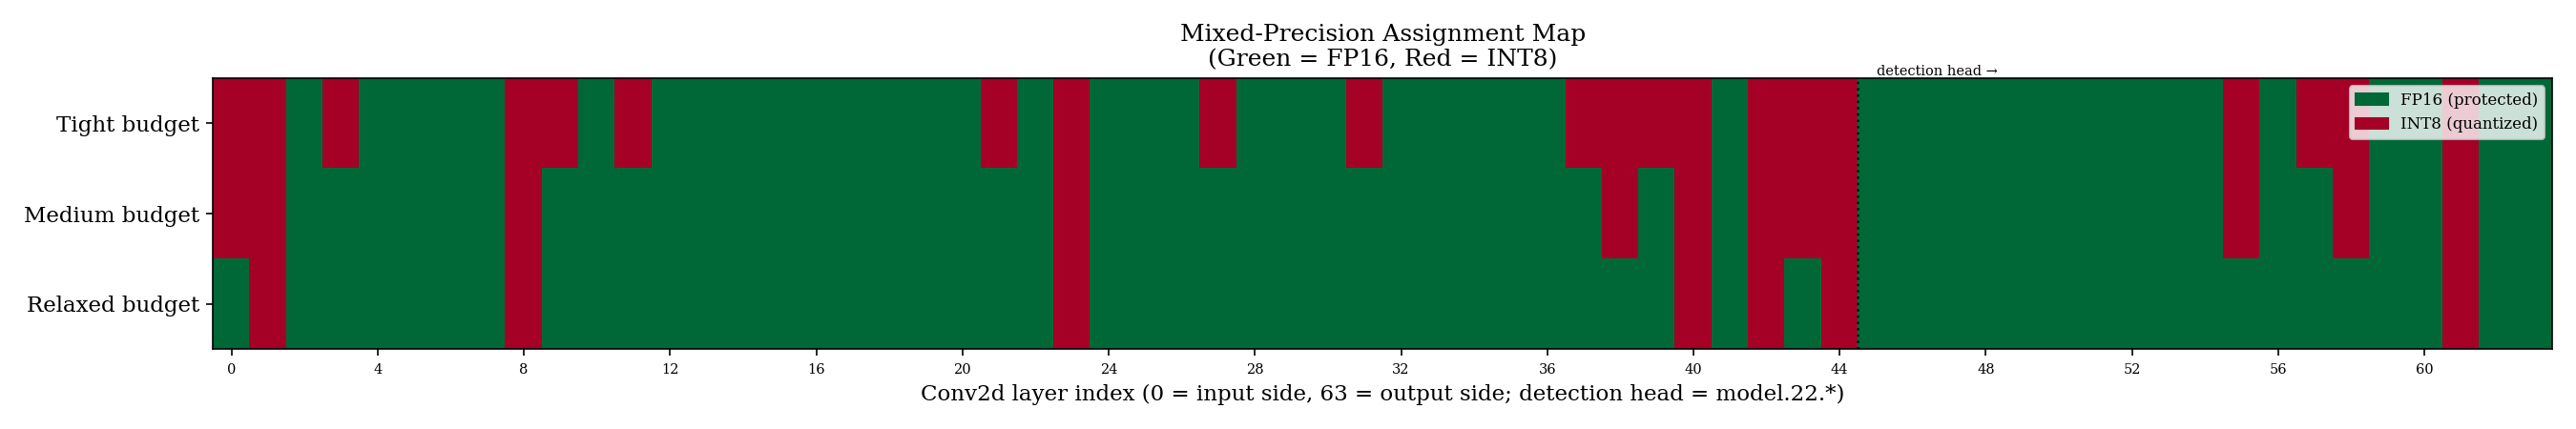 Mixed-Precision Assignment Map
(Green = FP16, Red = INT8)
detection head →
FP16 (protected)
INT8 (quantized)
Tight budget
Medium budget
Relaxed budget
0 4 8 12 16 20 24 28 32 36 40 44 48 52 56 60
Conv2d layer index (0 = input side, 63 = output side; detection head = model.22.*)